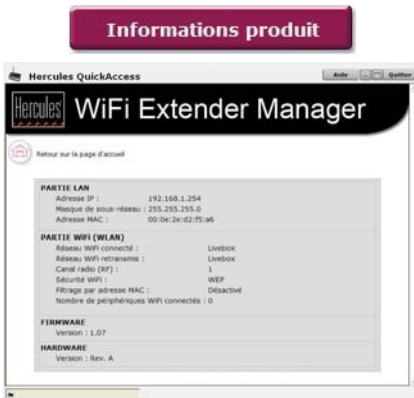 Informations produit
Hercules QuickAccess
Aide
Quitter
Hercules WiFi Extender Manager
Retour sur la page d'accueil
PARTIE LAN
Adresse IP : 192.168.1.254
Masque de sous-réseau : 255.255.255.0
Adresse MAC : 00:0e:2e:d2:f5:a6
PARTIE WiFi (WLAN)
Réseau WiFi connecté : Livebox
Réseau WiFi retransmis : Livebox
Canal radio (RF) : 1
Sécurité WiFi : WEP
Filtrage par adresse MAC : Désactivé
Nombre de périphériques WiFi connectés : 0
FIRMWARE
Version : 1.07
HARDWARE
Version : Rev. A